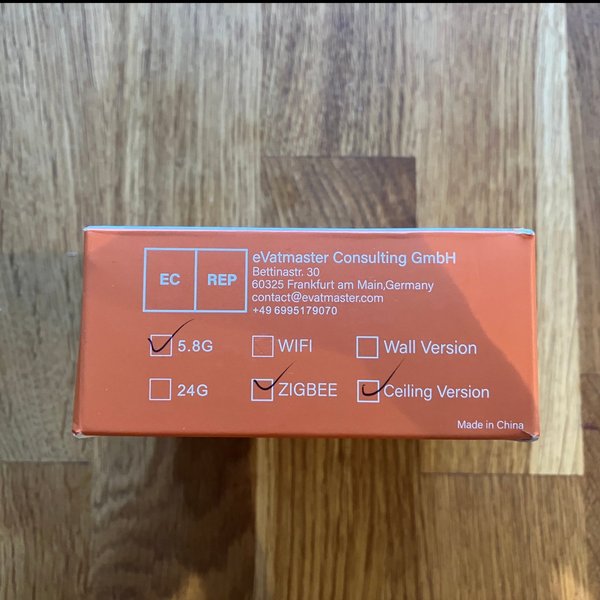 EC REP
eVatmaster Consulting GmbH
Bettinastr. 30
60325 Frankfurt am Main,Germany
contact@evatmaster.com
+49 6995179070
5.8G WIFI Wall Version
24G ZIGBEE Ceiling Version
Made in China